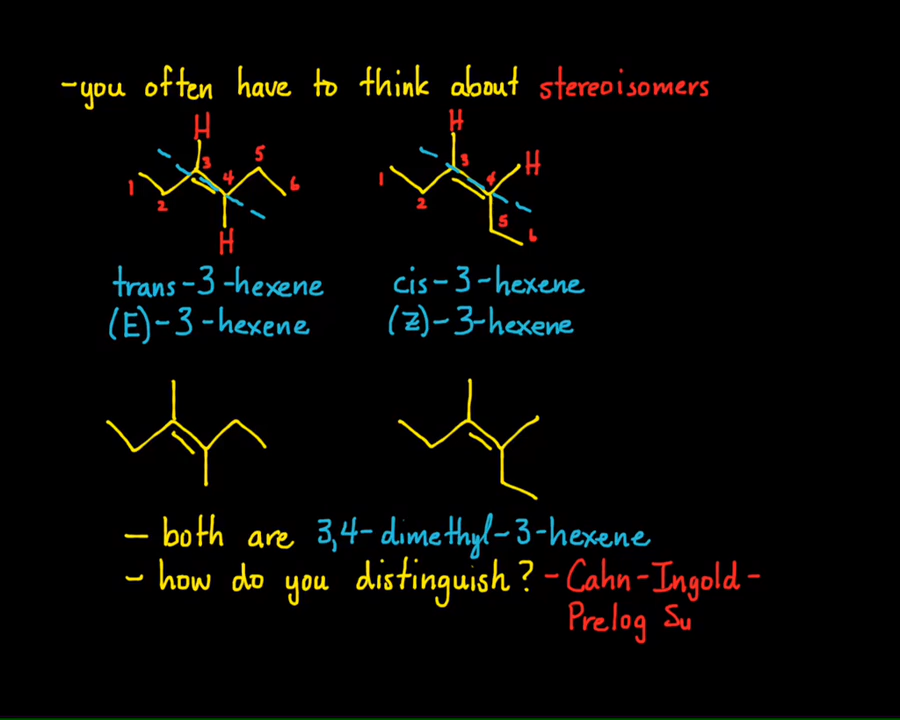 -you often have to think about stereoisomers
H H
3 5 3 H
1 4 1 4
2 6 2 5
H 6
trans-3-hexene cis-3-hexene
(E)-3-hexene (Z)-3-hexene
- both are 3,4-dimethyl-3-hexene
- how do you distinguish? - Cahn-Ingold-
Prelog Su